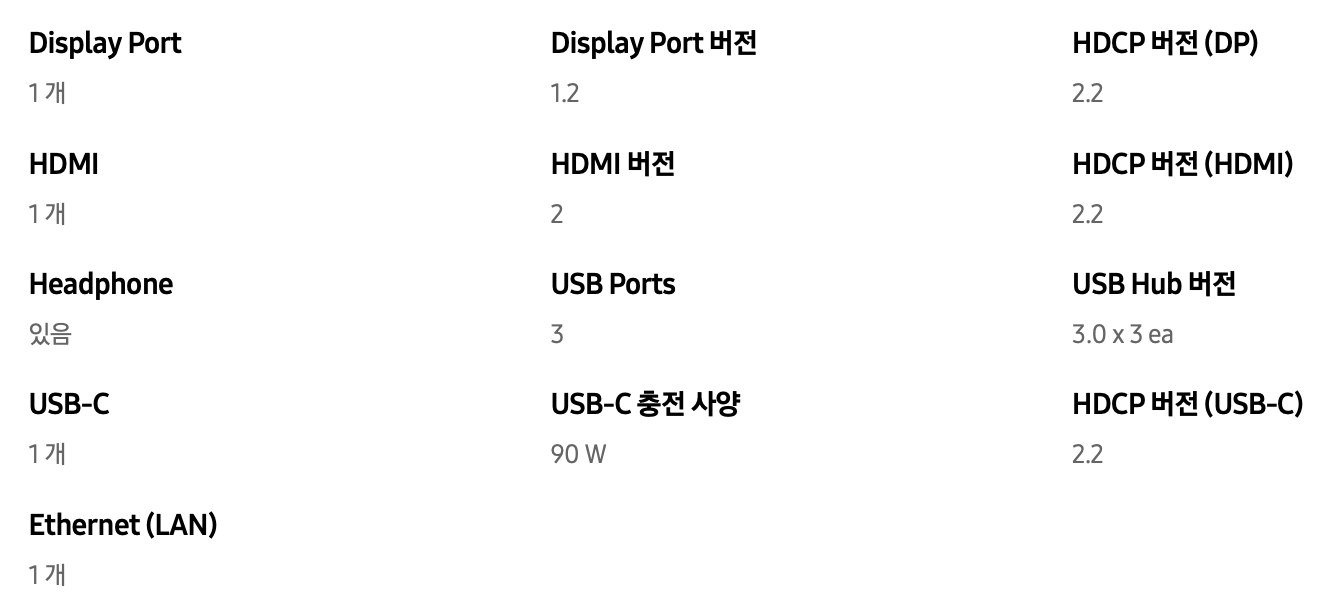 Display Port
Display Port 버전
HDCP 버전 (DP)
1 개
1.2
2.2
HDMI
HDMI 버전
HDCP 버전 (HDMI)
1 개
2
2.2
Headphone
USB Ports
USB Hub 버전
있음
3
3.0 x 3 ea
USB-C
USB-C 충전 사양
HDCP 버전 (USB-C)
1 개
90 W
2.2
Ethernet (LAN)
1 개